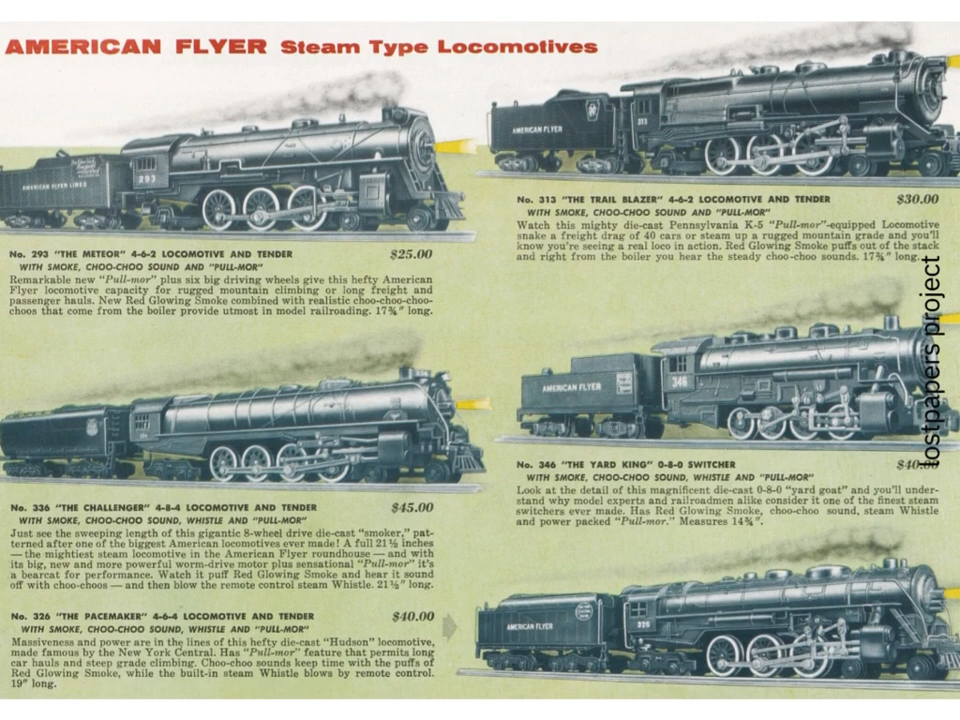 AMERICAN FLYER Steam Type Locomotives
AMERICAN FLYER LINES
293
No. 293 "THE METEOR" 4-6-2 LOCOMOTIVE AND TENDER $25.00
WITH SMOKE, CHOO-CHOO SOUND AND "PULL-MOR"
Remarkable new "Pull-mor" plus six big driving wheels give this hefty American
Flyer locomotive capacity for rugged mountain climbing or long freight and
passenger hauls. New Red Glowing Smoke combined with realistic choo-choo-choo-
choos that come from the boiler provide utmost in model railroading. 17¾" long.
No. 336 "THE CHALLENGER" 4-8-4 LOCOMOTIVE AND TENDER $45.00
WITH SMOKE, CHOO-CHOO SOUND, WHISTLE AND "PULL-MOR"
Just see the sweeping length of this gigantic 8-wheel drive die-cast "smoker," pat-
terned after one of the biggest American locomotives ever made! A full 21½ inches
— the mightiest steam locomotive in the American Flyer roundhouse — and with
its big, new and more powerful worm-drive motor plus sensational "Pull-mor" it's
a bearcat for performance. Watch it puff Red Glowing Smoke and hear it sound
off with choo-choos — and then blow the remote control steam Whistle. 21½" long.
No. 326 "THE PACEMAKER" 4-6-4 LOCOMOTIVE AND TENDER $40.00
WITH SMOKE, CHOO-CHOO SOUND, WHISTLE AND "PULL-MOR"
Massiveness and power are in the lines of this hefty die-cast "Hudson" locomotive,
made famous by the New York Central. Has "Pull-mor" feature that permits long
car hauls and steep grade climbing. Choo-choo sounds keep time with the puffs of
Red Glowing Smoke, while the built-in steam Whistle blows by remote control.
19" long.
AMERICAN FLYER
313
No. 313 "THE TRAIL BLAZER" 4-6-2 LOCOMOTIVE AND TENDER $30.00
WITH SMOKE, CHOO-CHOO SOUND AND "PULL-MOR"
Watch this mighty die-cast Pennsylvania K-5 "Pull-mor"-equipped Locomotive
snake a freight drag of 40 cars or steam up a rugged mountain grade and you'll
know you're seeing a real loco in action. Red Glowing Smoke puffs out of the stack
and right from the boiler you hear the steady choo-choo sounds. 17¾" long.
AMERICAN FLYER
346
No. 346 "THE YARD KING" 0-8-0 SWITCHER $40.00
WITH SMOKE, CHOO-CHOO SOUND, WHISTLE AND "PULL-MOR"
Look at the detail of this magnificent die-cast 0-8-0 "yard goat" and you'll under-
stand why model experts and railroadmen alike consider it one of the finest steam
switchers ever made. Has Red Glowing Smoke, choo-choo sound, steam Whistle
and power packed "Pull-mor." Measures 14¾".
AMERICAN FLYER
326
lostpapers project